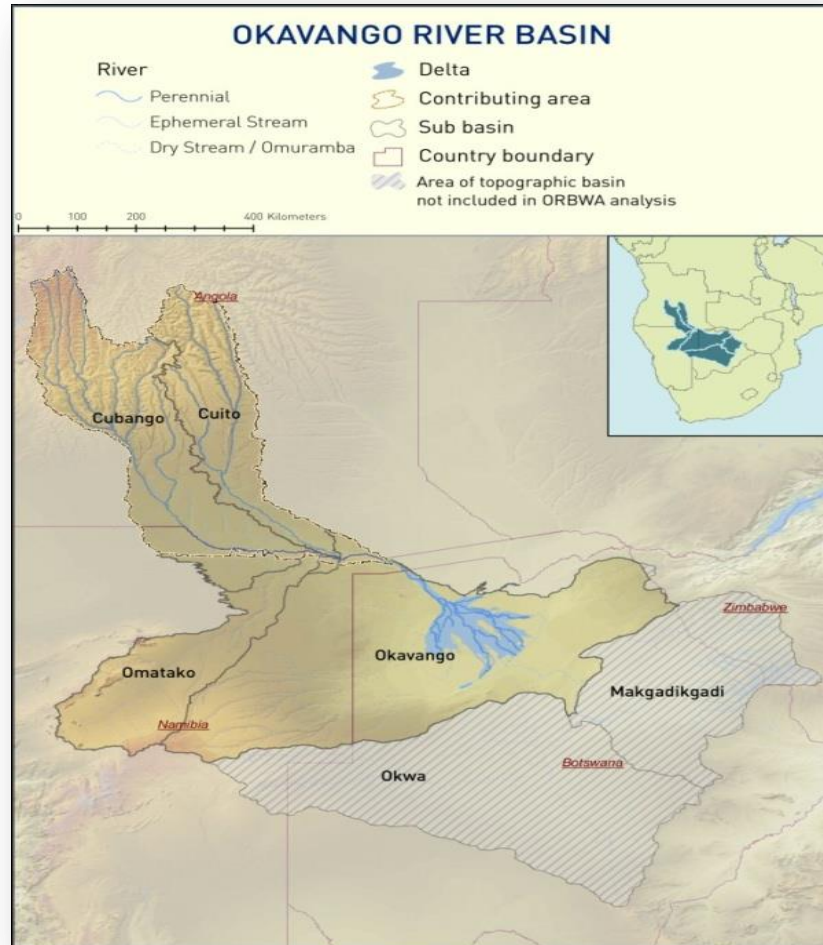 OKAVANGO RIVER BASIN
River
Perennial
Ephemeral Stream
Dry Stream / Omuramba
Delta
Contributing area
Sub basin
Country boundary
Area of topographic basin
not included in ORBWA analysis
0 100 200 400 Kilometers
Angola
Cubango
Cuito
Zimbabwe
Okavango
Omatako
Makgadikgadi
Namibia
Botswana
Okwa